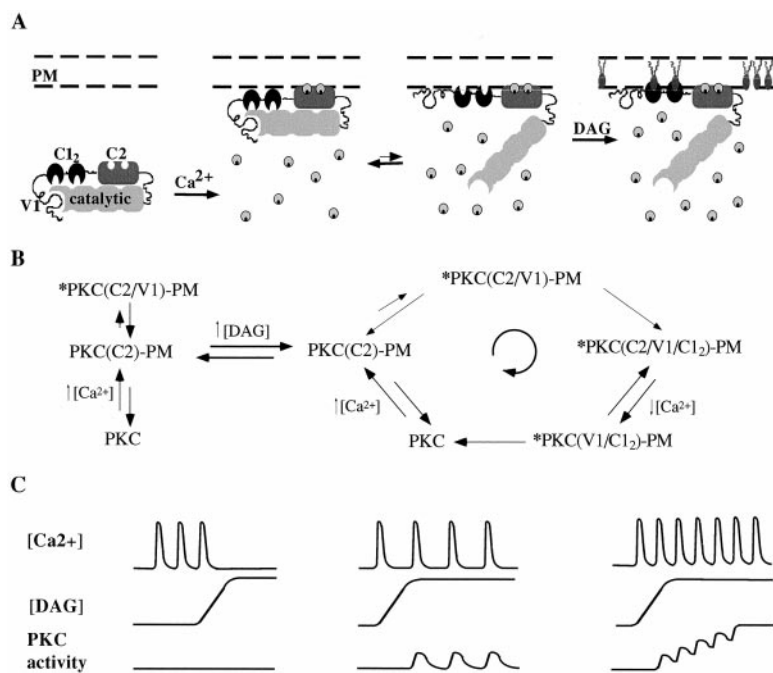 A
PM
C1₂ C2
V1 catalytic
Ca²⁺
DAG
B
*PKC(C2/V1)-PM
*PKC(C2/V1)-PM
↑[DAG]
PKC(C2)-PM
PKC(C2)-PM
*PKC(C2/V1/C1₂)-PM
↑[Ca²⁺]
↑[Ca²⁺]
↓[Ca²⁺]
PKC
PKC
*PKC(V1/C1₂)-PM
C
[Ca2+]
[DAG]
PKC
activity